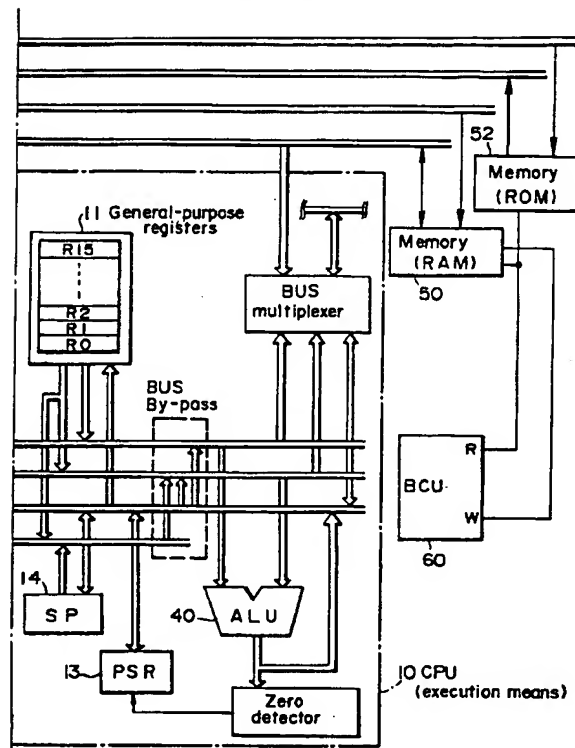 52
Memory
(ROM)
11 General-purpose
registers
R15
R2
R1
R0
Memory
(RAM)
50
BUS
multiplexer
BUS
By-pass
R
BCU
W
60
14
SP
40
ALU
13
PSR
10 CPU
(execution means)
Zero
detector